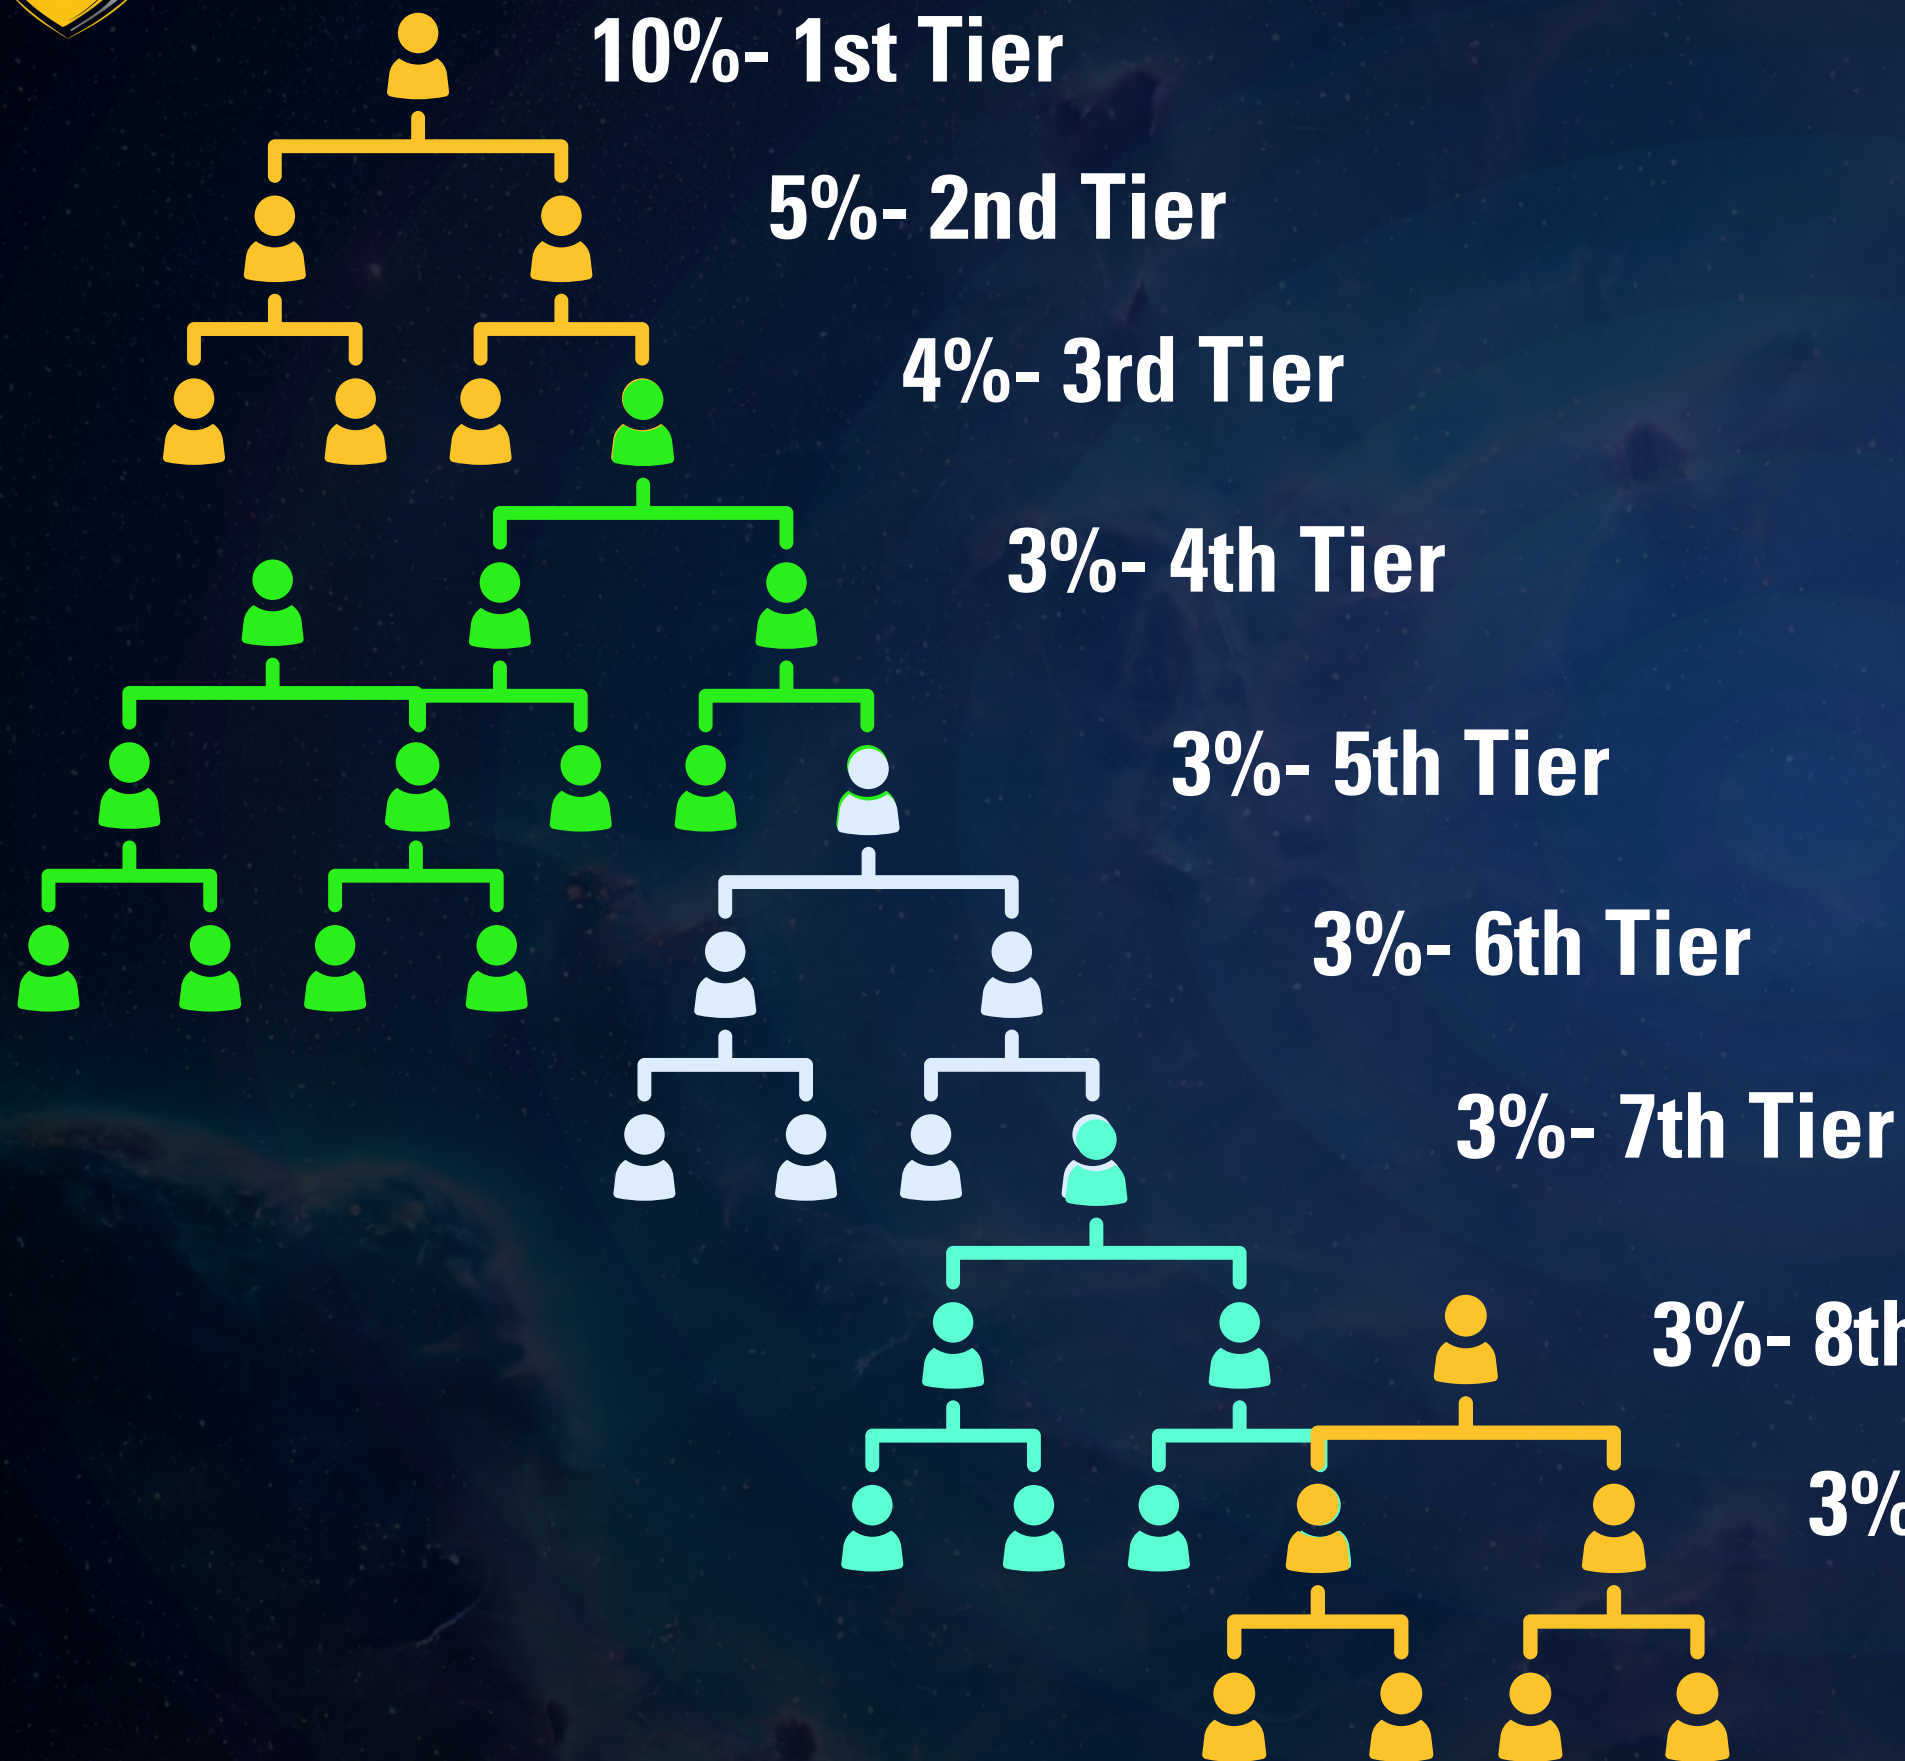 10%- 1st Tier
5%- 2nd Tier
4%- 3rd Tier
3%- 4th Tier
3%- 5th Tier
3%- 6th Tier
3%- 7th Tier
3%- 8th
3%